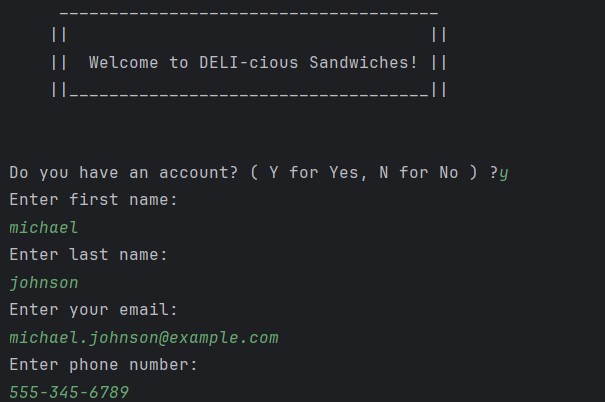 _____________________________________
||                                    ||
||  Welcome to DELI-cious Sandwiches! ||
||____________________________________||
Do you have an account? ( Y for Yes, N for No ) ?y
Enter first name:
michael
Enter last name:
johnson
Enter your email:
michael.johnson@example.com
Enter phone number:
555-345-6789